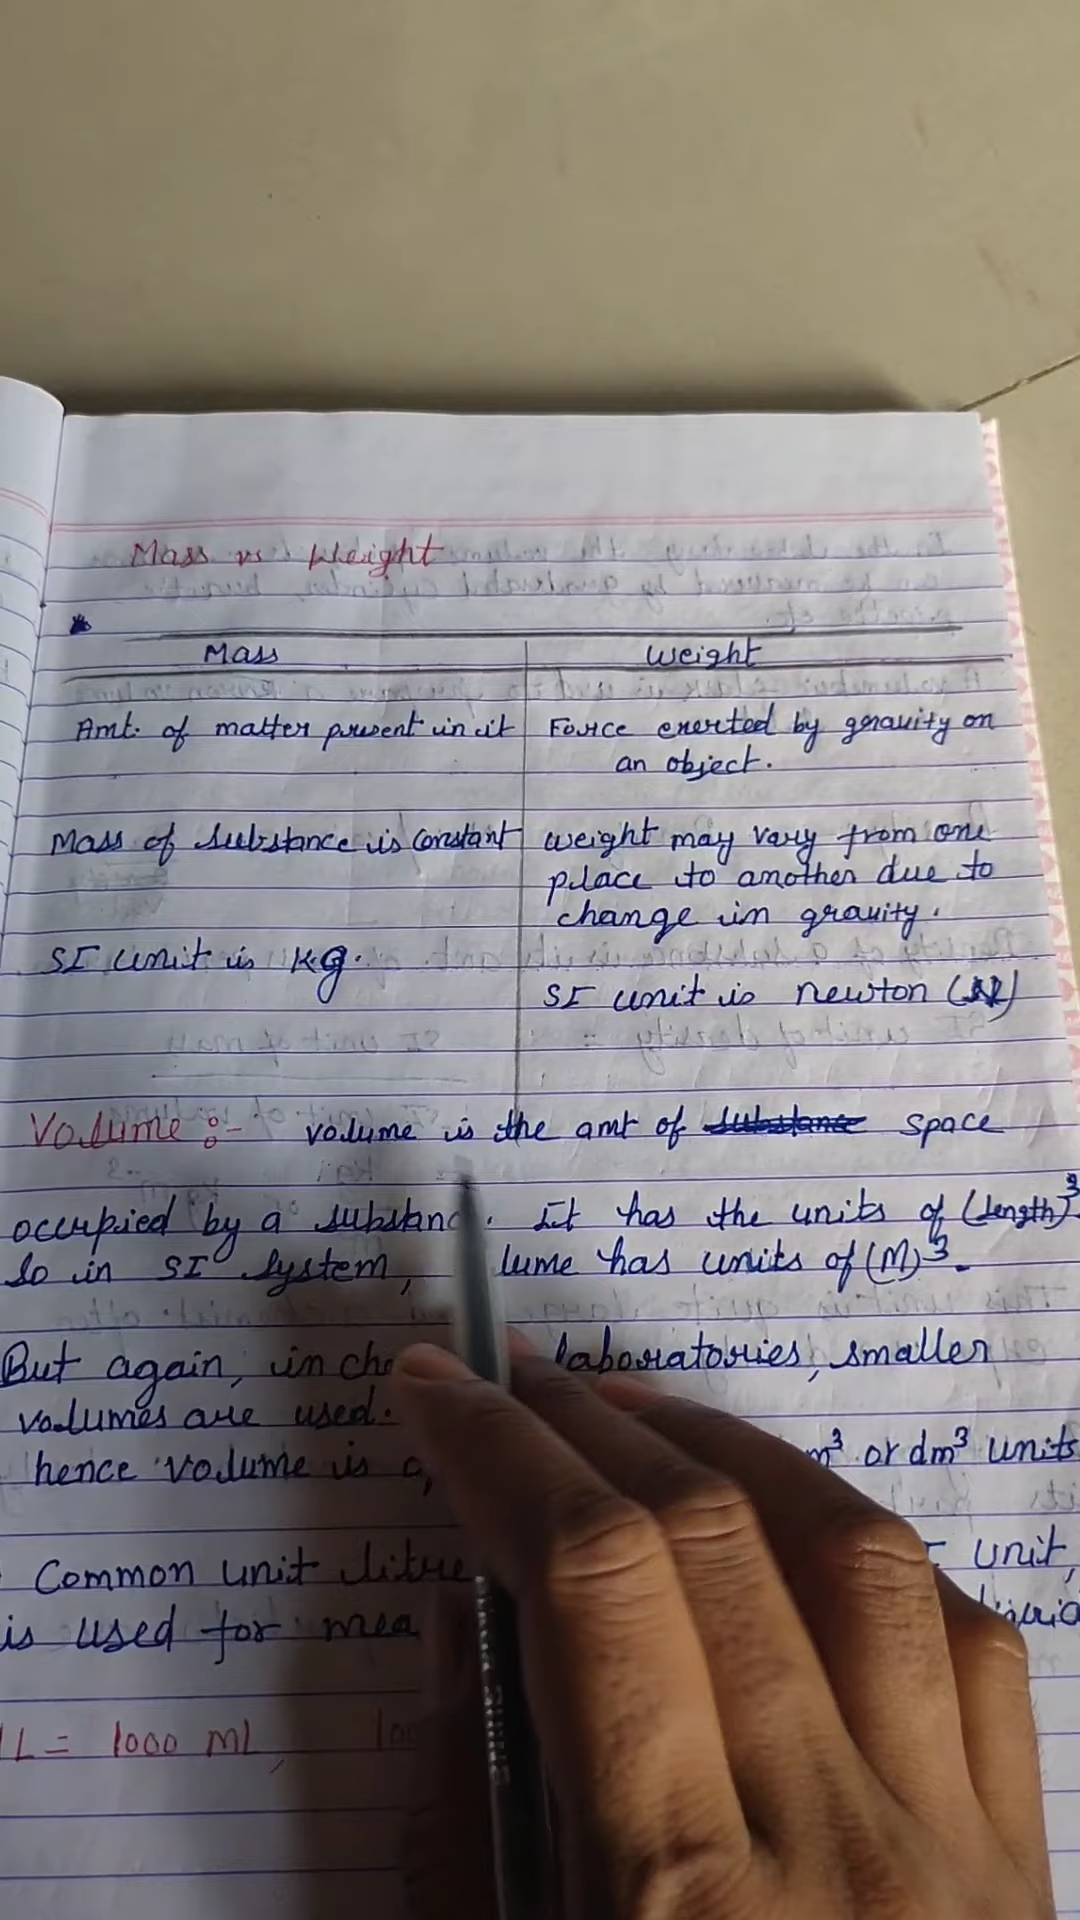 Mass vs Weight
Mass | Weight
Amt. of matter present in it | Force exerted by gravity on
an object.
Mass of substance is constant | weight may vary from one
place to another due to
change in gravity.
SI unit is kg.
SI unit is newton (N)
Volume :- volume is the amt of substance space
occupied by a . It has the units of (length)³.
So in SI system, has units of (M)³.
But again, in laboratories, smaller
volumes are used.
hence volume is or dm³ units
Common unit litre unit,
is used for
1L = 1000 mL,